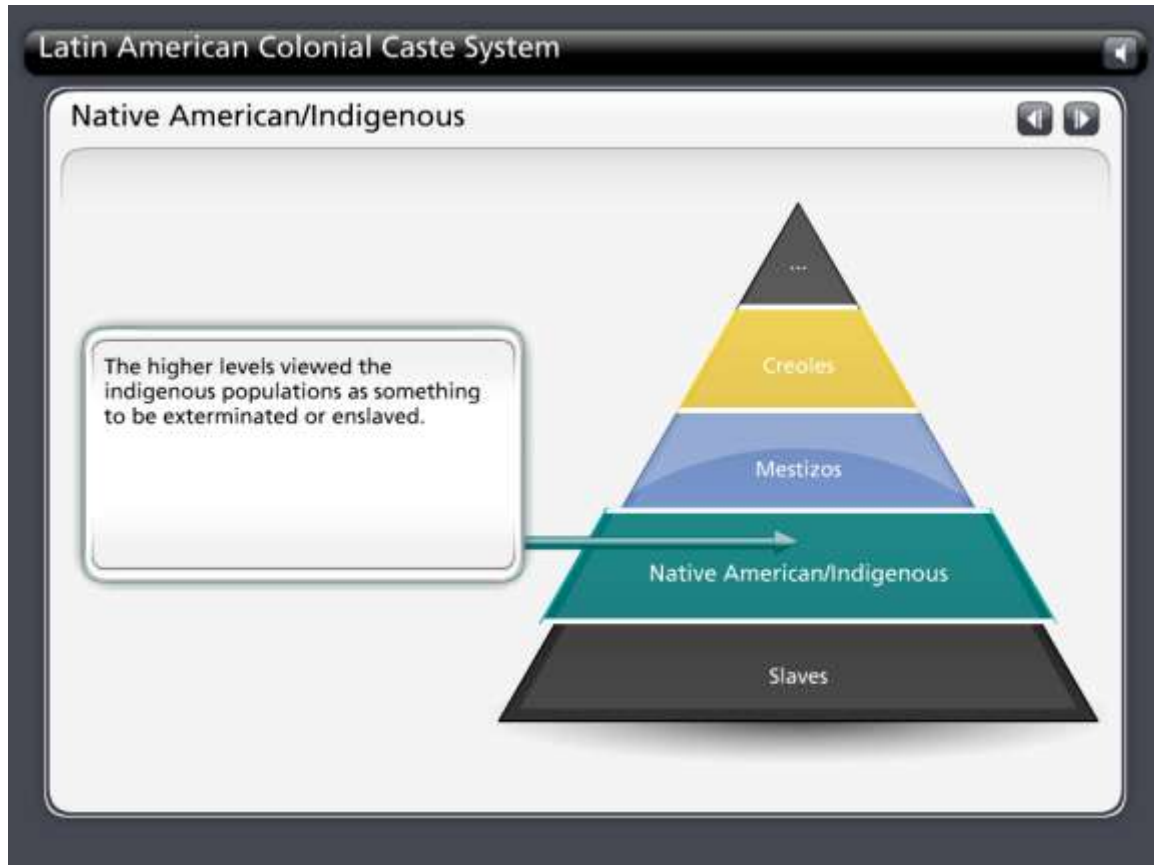 Latin American Colonial Caste System
Native American/Indigenous
The higher levels viewed the
indigenous populations as something
to be exterminated or enslaved.
...
Creoles
Mestizos
Native American/Indigenous
Slaves